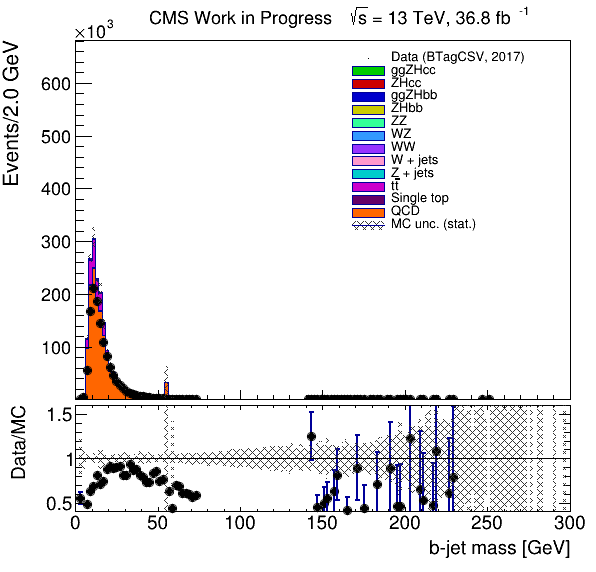 CMS Work in Progress √s = 13 TeV, 36.8 fb⁻¹
×10³
Events/2.0 GeV
600
500
400
300
200
100
Data (BTagCSV, 2017)
ggZHcc
ZHcc
ggZHbb
ZHbb
ZZ
WZ
WW
W + jets
Z + jets
tt̅
Single top
QCD
MC unc. (stat.)
Data/MC
1.5
1
0.5
0 50 100 150 200 250 300
b-jet mass [GeV]